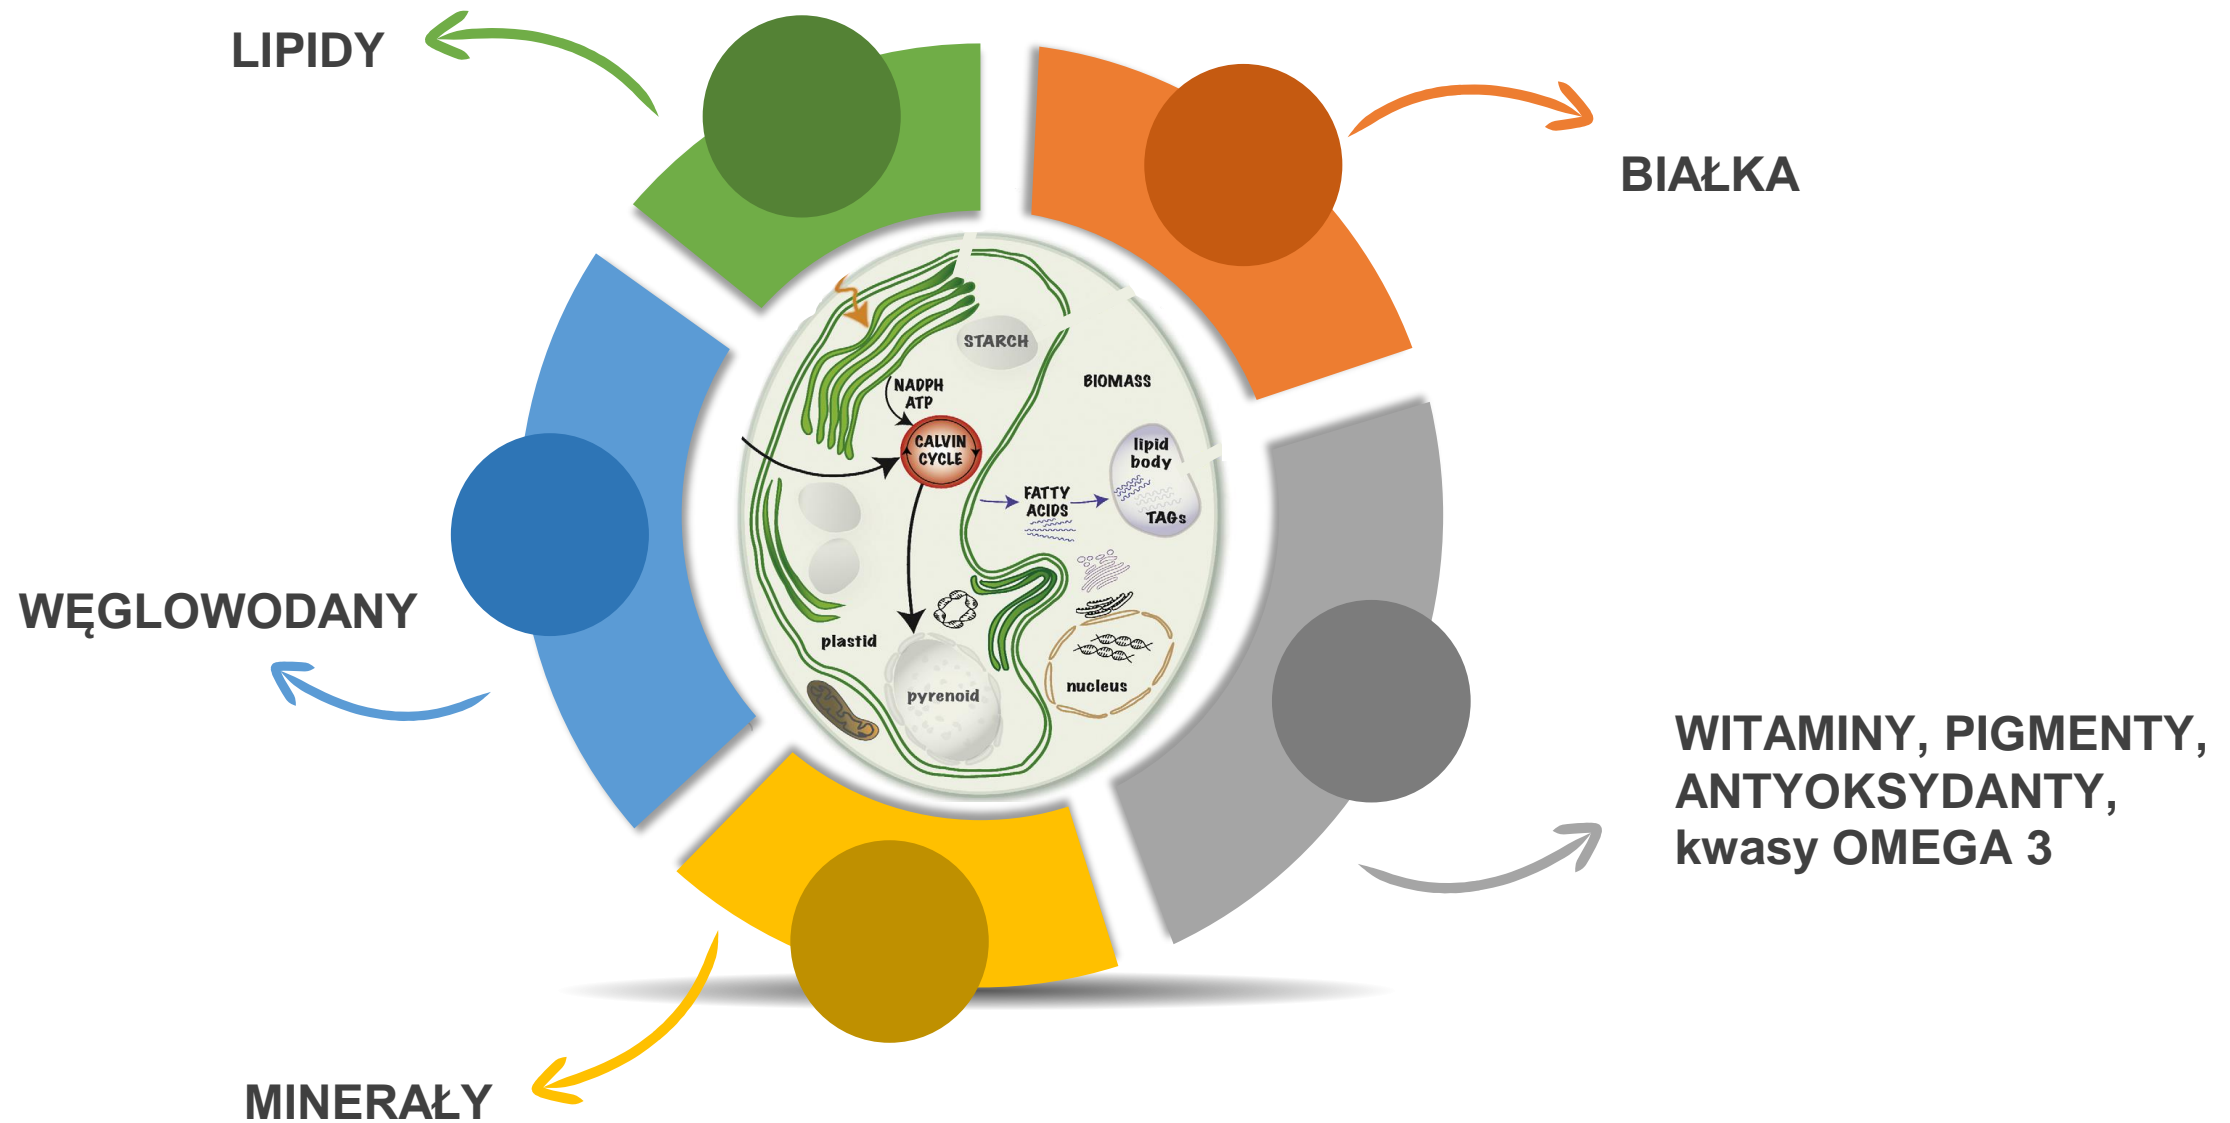 LIPIDY
BIAŁKA
STARCH
NADPH
ATP
BIOMASS
CALVIN
CYCLE
lipid
body
FATTY
ACIDS
TAGs
WĘGLOWODANY
plastid
pyrenoid
nucleus
WITAMINY, PIGMENTY,
ANTYOKSYDANTY,
kwasy OMEGA 3
MINERAŁY